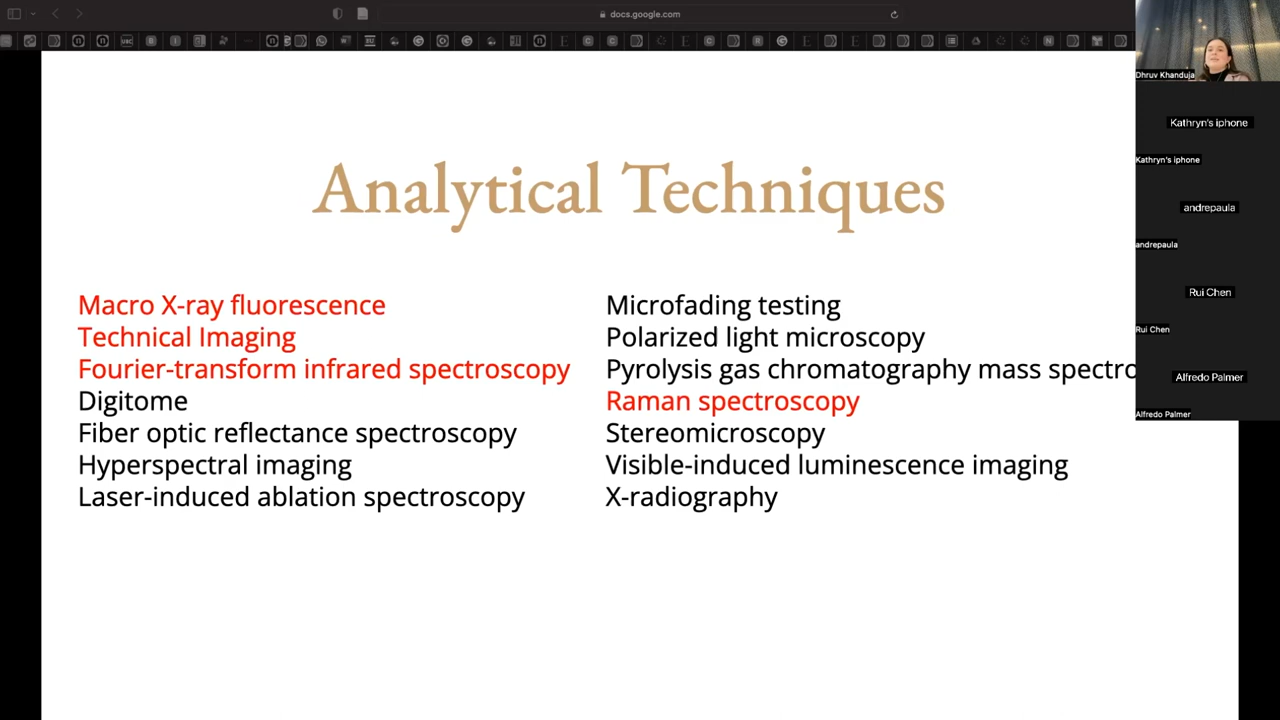 docs.google.com
Analytical Techniques
Macro X-ray fluorescence
Technical Imaging
Fourier-transform infrared spectroscopy
Digitome
Fiber optic reflectance spectroscopy
Hyperspectral imaging
Laser-induced ablation spectroscopy
Microfading testing
Polarized light microscopy
Pyrolysis gas chromatography mass spectro
Raman spectroscopy
Stereomicroscopy
Visible-induced luminescence imaging
X-radiography
Dhruv Khanduja
Kathryn's iphone
Kathryn's iphone
andrepaula
andrepaula
Rui Chen
Rui Chen
Alfredo Palmer
Alfredo Palmer